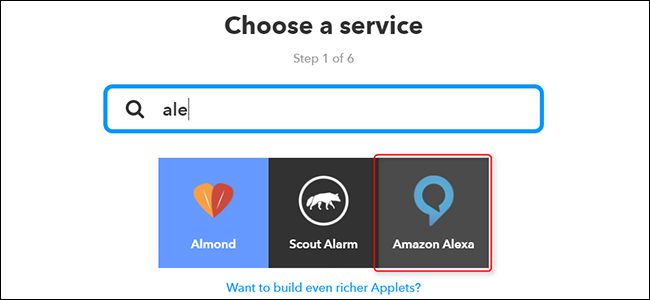 Choose a service
Step 1 of 6
ale
Almond
Scout Alarm
Amazon Alexa
Want to build even richer Applets?